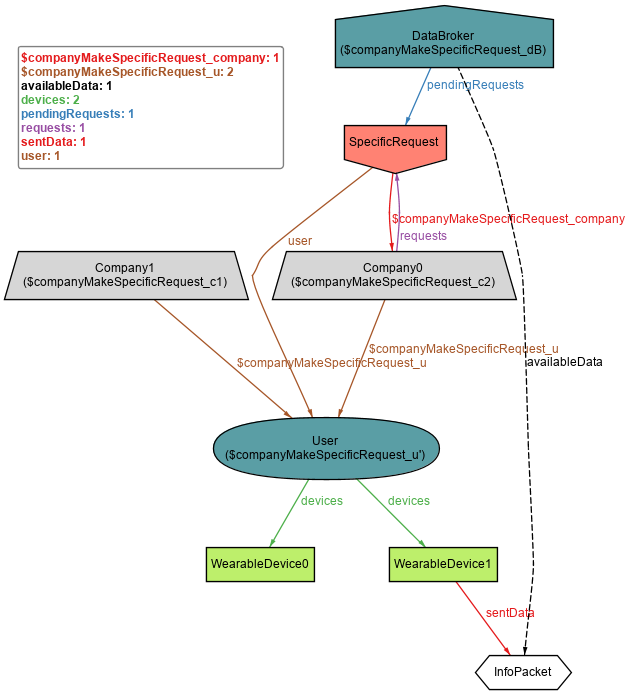 DataBroker
($companyMakeSpecificRequest_dB)
$companyMakeSpecificRequest_company: 1
$companyMakeSpecificRequest_u: 2
availableData: 1
devices: 2
pendingRequests: 1
requests: 1
sentData: 1
user: 1
pendingRequests
SpecificRequest
$companyMakeSpecificRequest_company
user
requests
Company1
($companyMakeSpecificRequest_c1)
Company0
($companyMakeSpecificRequest_c2)
$companyMakeSpecificRequest_u
$companyMakeSpecificRequest_u
availableData
User
($companyMakeSpecificRequest_u')
devices
devices
WearableDevice0
WearableDevice1
sentData
InfoPacket